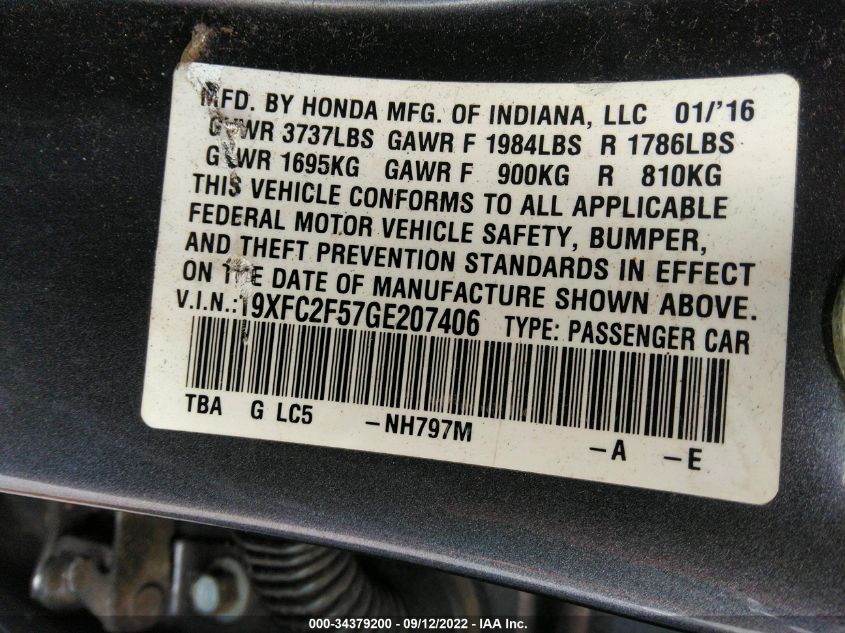 MFD. BY HONDA MFG. OF INDIANA, LLC 01/'16
GVWR 3737LBS GAWR F 1984LBS R 1786LBS
GVWR 1695KG GAWR F 900KG R 810KG
THIS VEHICLE CONFORMS TO ALL APPLICABLE
FEDERAL MOTOR VEHICLE SAFETY, BUMPER,
AND THEFT PREVENTION STANDARDS IN EFFECT
ON THE DATE OF MANUFACTURE SHOWN ABOVE.
V.I.N.:19XFC2F57GE207406 TYPE: PASSENGER CAR
TBA G LC5 -NH797M -A -E
000-34379200 - 09/12/2022 - IAA Inc.